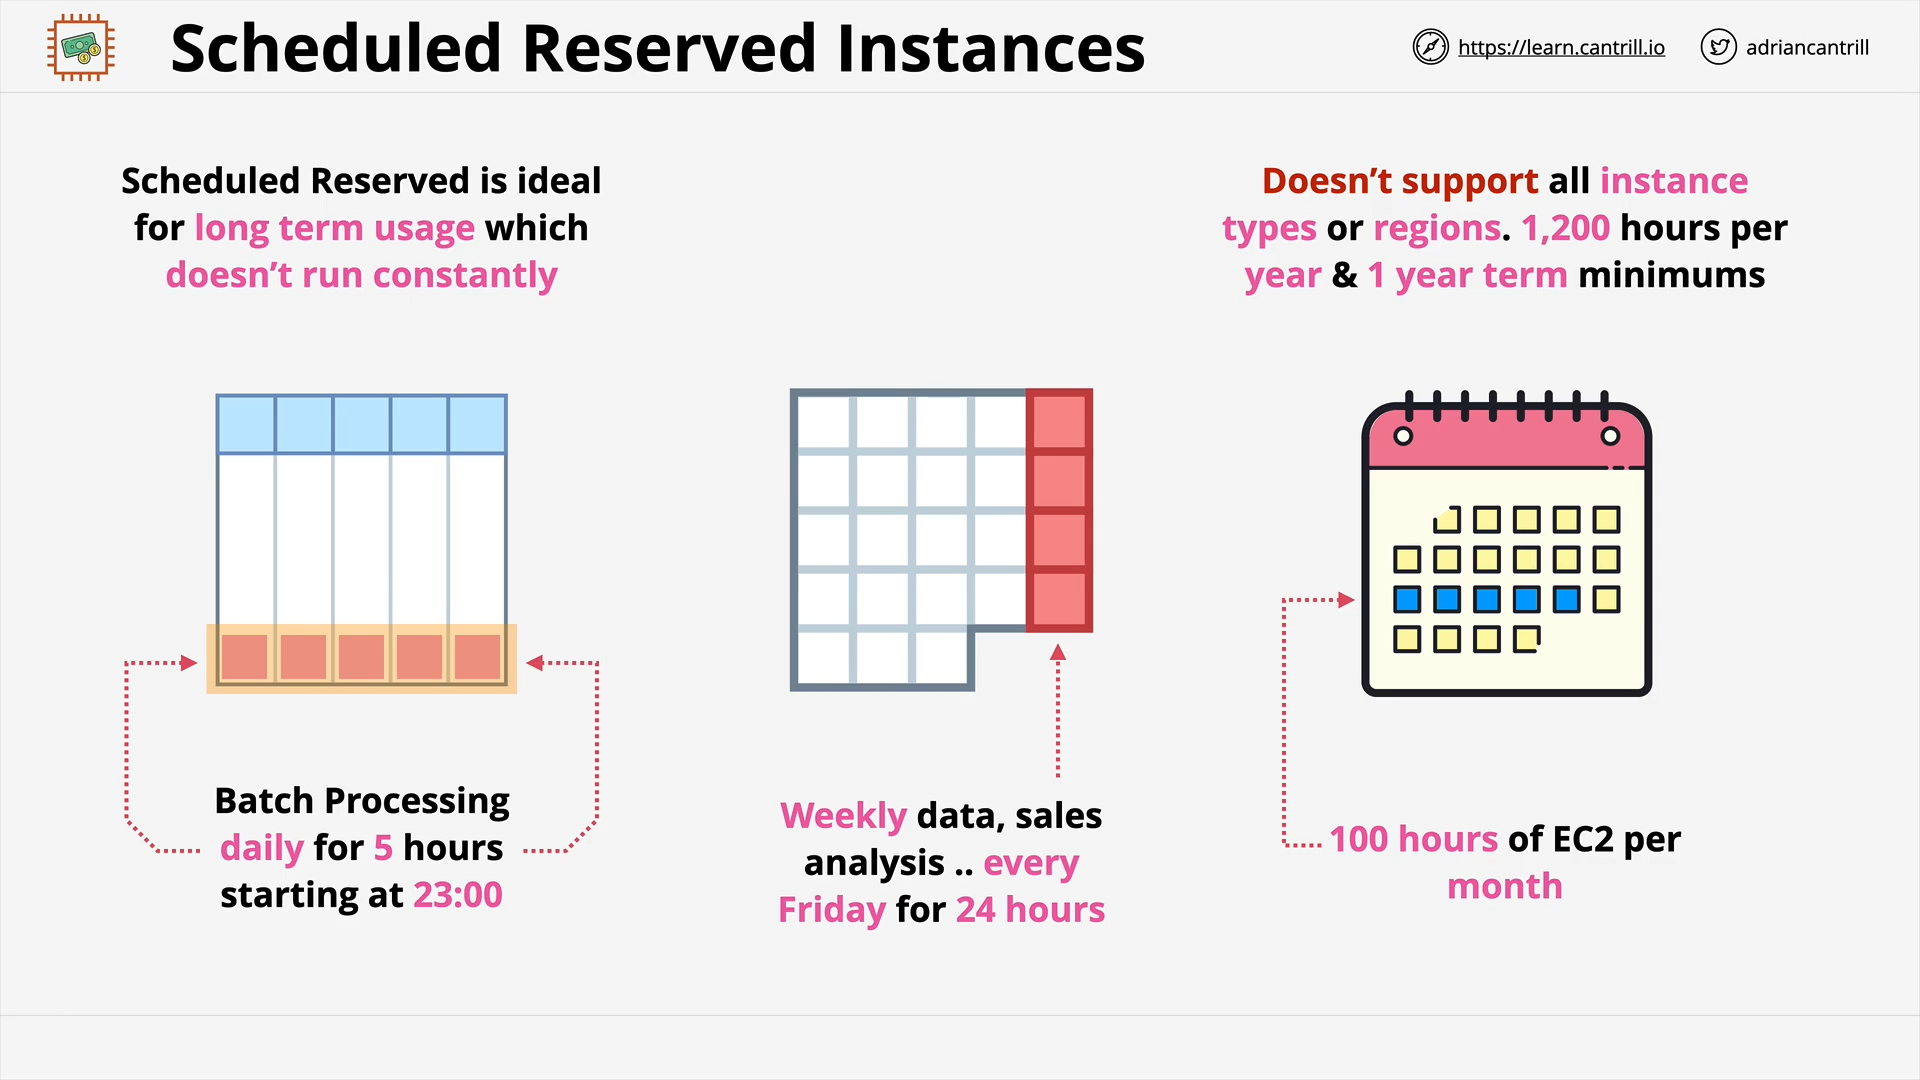 Scheduled Reserved Instances
https://learn.cantrill.io
adriancantrill
Scheduled Reserved is ideal
for long term usage which
doesn’t run constantly
Doesn’t support all instance
types or regions. 1,200 hours per
year & 1 year term minimums
Batch Processing
daily for 5 hours
starting at 23:00
Weekly data, sales
analysis .. every
Friday for 24 hours
100 hours of EC2 per
month